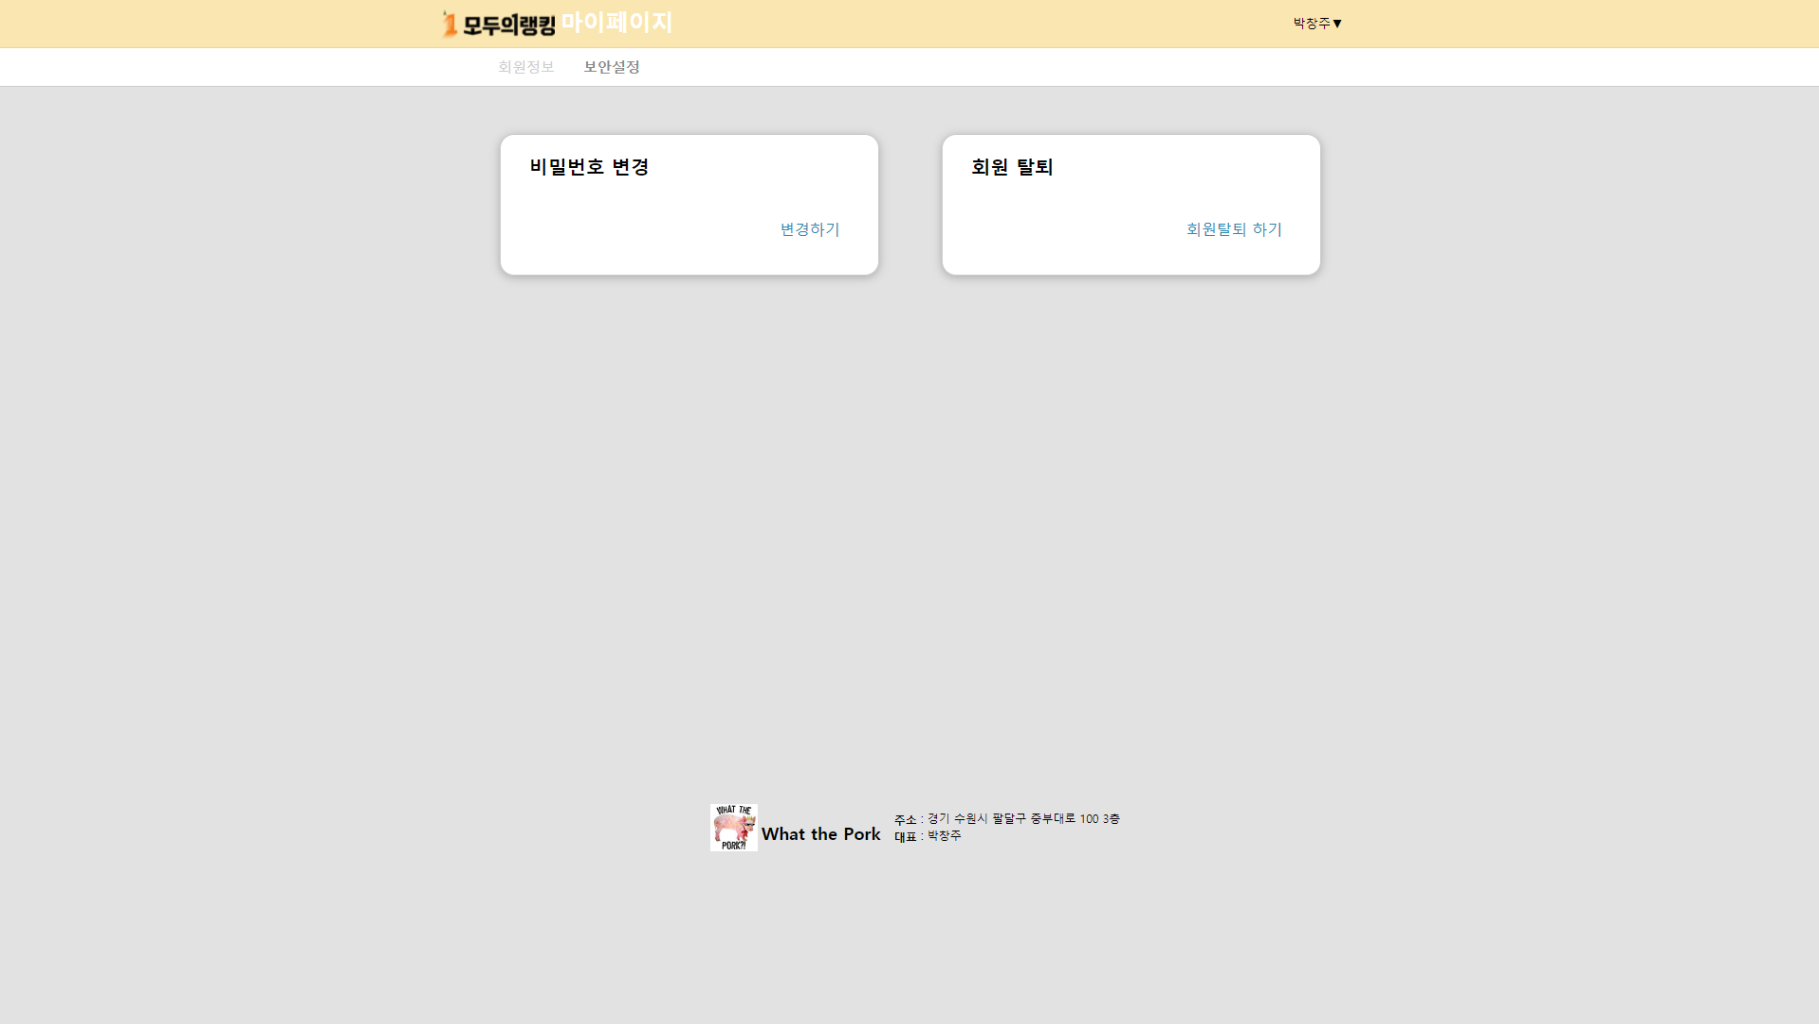 1 모두의랭킹 마이페이지
박창주▼
회원정보 보안설정
비밀번호 변경
변경하기
회원 탈퇴
회원탈퇴 하기
WHAT THE
PORK?!
What the Pork
주소 : 경기 수원시 팔달구 중부대로 100 3층
대표 : 박창주